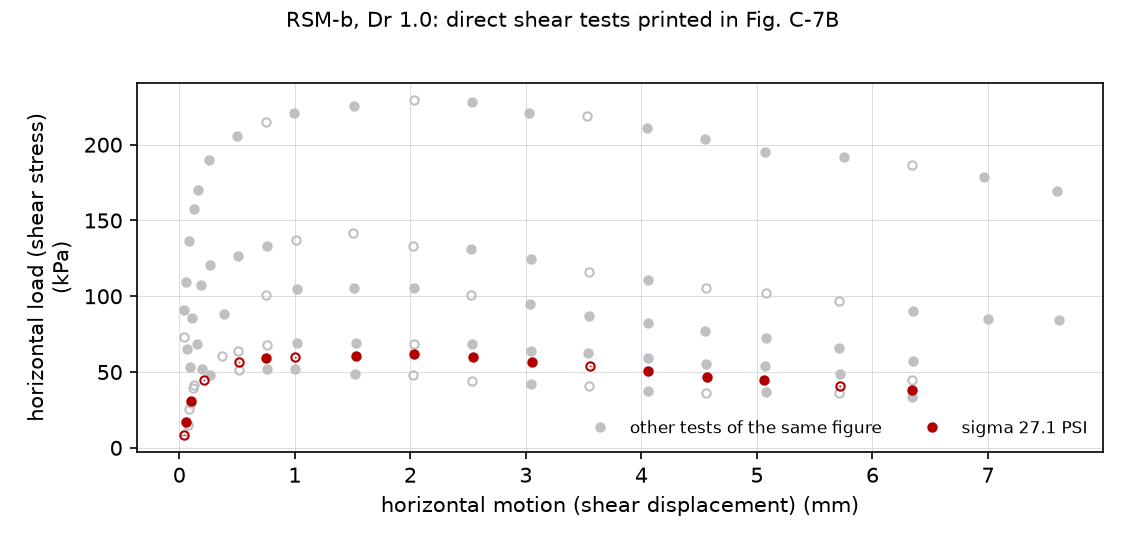 RSM-b, Dr 1.0: direct shear tests printed in Fig. C-7B
horizontal load (shear stress)
(kPa)
200
150
100
50
0
other tests of the same figure
sigma 27.1 PSI
0 1 2 3 4 5 6 7
horizontal motion (shear displacement) (mm)